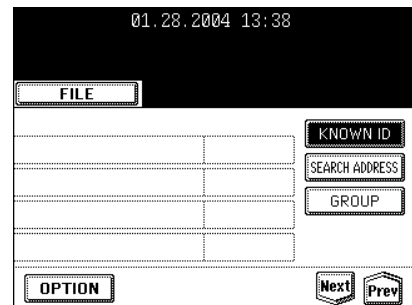 01.28.2004 13:38
FILE
KNOWN ID
SEARCH ADDRESS
GROUP
OPTION
Next
Prev